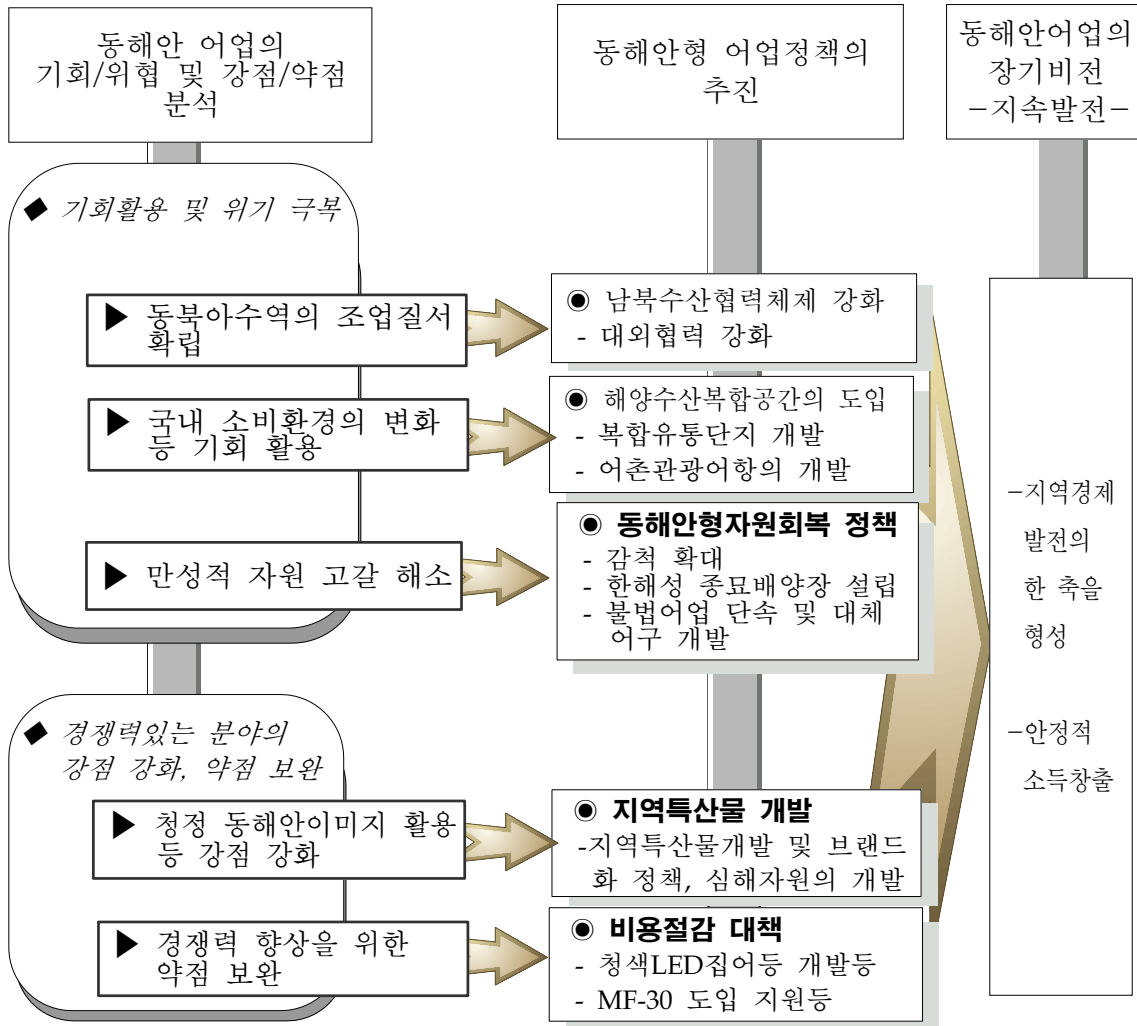 동해안 어업의
기회/위협 및 강점/약점
분석
동해안형 어업정책의
추진
동해안어업의
장기비전
-지속발전-
◆ 기회활용 및 위기 극복
▶ 동북아수역의 조업질서
확립
◉ 남북수산협력체제 강화
- 대외협력 강화
▶ 국내 소비환경의 변화
등 기회 활용
◉ 해양수산복합공간의 도입
- 복합유통단지 개발
- 어촌관광어항의 개발
▶ 만성적 자원 고갈 해소
◉ 동해안형자원회복 정책
- 감척 확대
- 한해성 종묘배양장 설립
- 불법어업 단속 및 대체
어구 개발
◆ 경쟁력있는 분야의
강점 강화, 약점 보완
▶ 청정 동해안이미지 활용
등 강점 강화
◉ 지역특산물 개발
-지역특산물개발 및 브랜드
화 정책, 심해자원의 개발
▶ 경쟁력 향상을 위한
약점 보완
◉ 비용절감 대책
- 청색LED집어등 개발등
- MF-30 도입 지원등
-지역경제
발전의
한 축을
형성
-안정적
소득창출